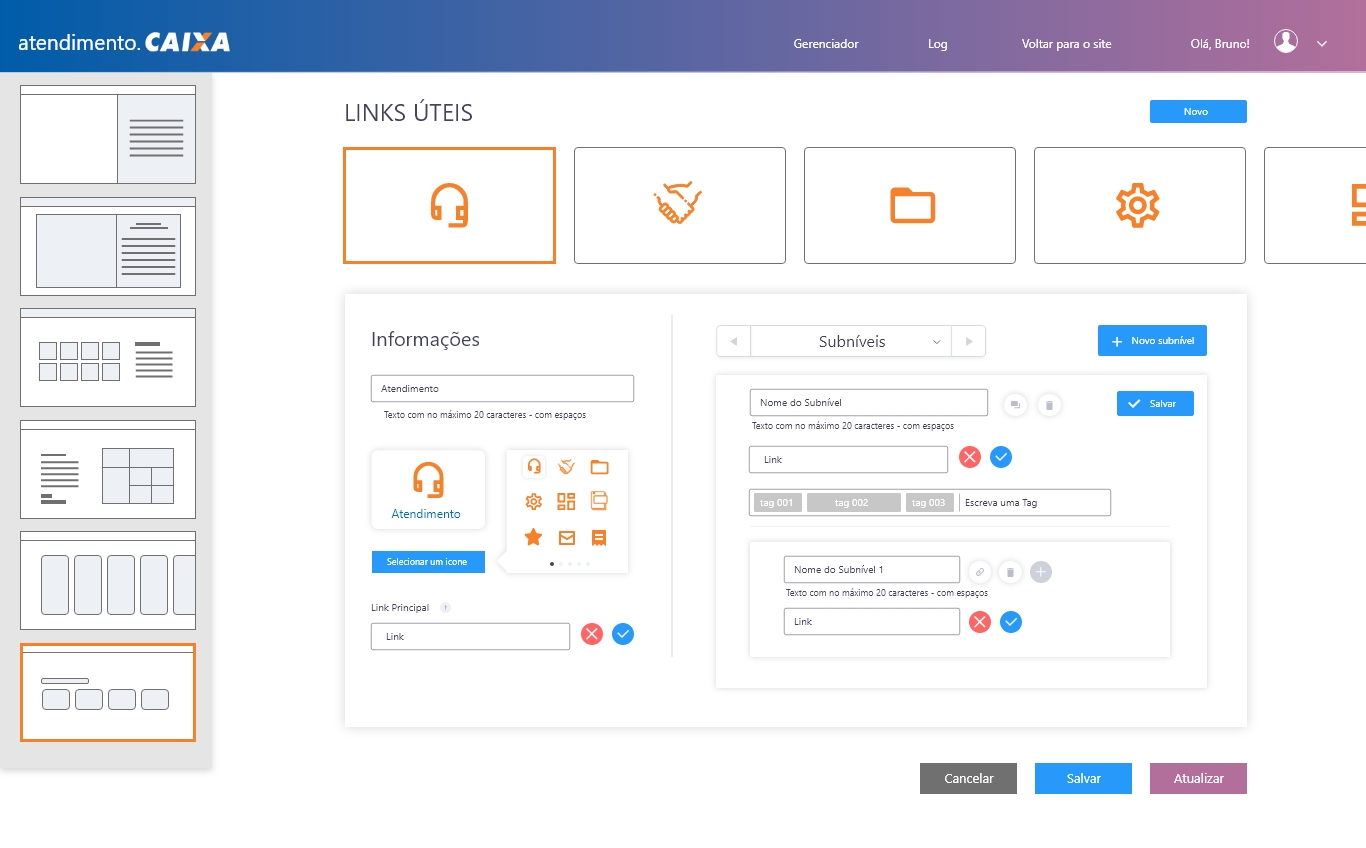 atendimento.CAIXA
Gerenciador
Log
Voltar para o site
Olá, Bruno!
LINKS ÚTEIS
Novo
Informações
Atendimento
Texto com no máximo 20 caracteres - com espaços
Atendimento
Selecionar um icone
Link Principal ?
Link
Subníveis
Novo subnível
Nome do Subnível
Salvar
Texto com no máximo 20 caracteres - com espaços
Link
tag 001 tag 002 tag 003 Escreva uma Tag
Nome do Subnível 1
Texto com no máximo 20 caracteres - com espaços
Link
Cancelar
Salvar
Atualizar